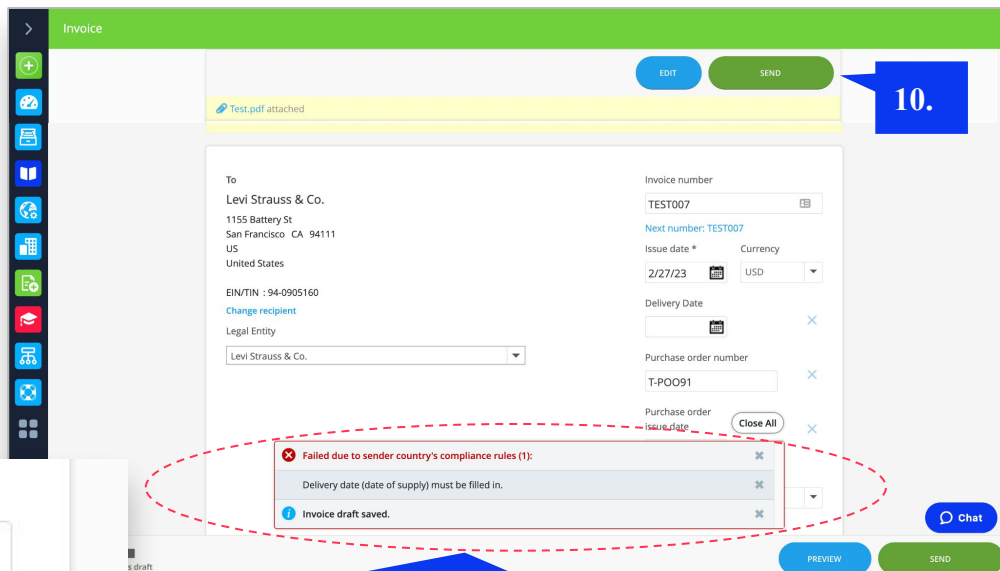 Invoice
EDIT
SEND
10.
Test.pdf attached
To
Levi Strauss & Co.
1155 Battery St
San Francisco CA 94111
US
United States
EIN/TIN : 94-0905160
Change recipient
Legal Entity
Levi Strauss & Co.
Invoice number
TEST007
Next number: TEST007
Issue date * Currency
2/27/23 USD
Delivery Date
Purchase order number
T-POO91
Purchase order
issue date
Close All
Failed due to sender country's compliance rules (1):
Delivery date (date of supply) must be filled in.
Invoice draft saved.
Chat
s draft
PREVIEW
SEND